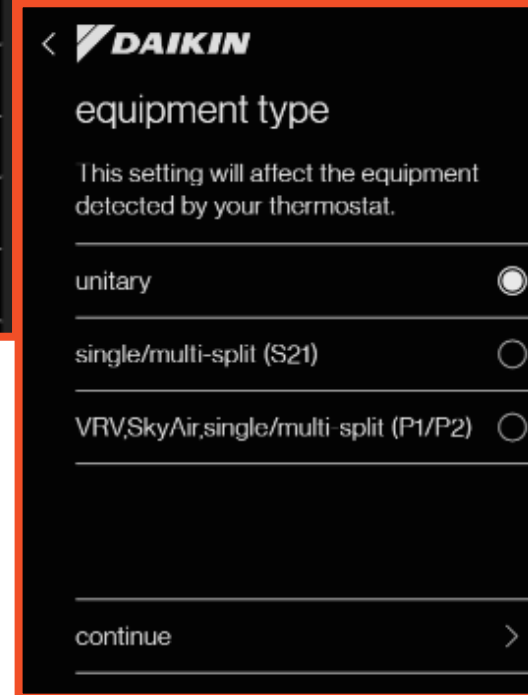 DAIKIN
equipment type
This setting will affect the equipment
detected by your thermostat.
unitary
single/multi-split (S21)
VRV,SkyAir,single/multi-split (P1/P2)
continue